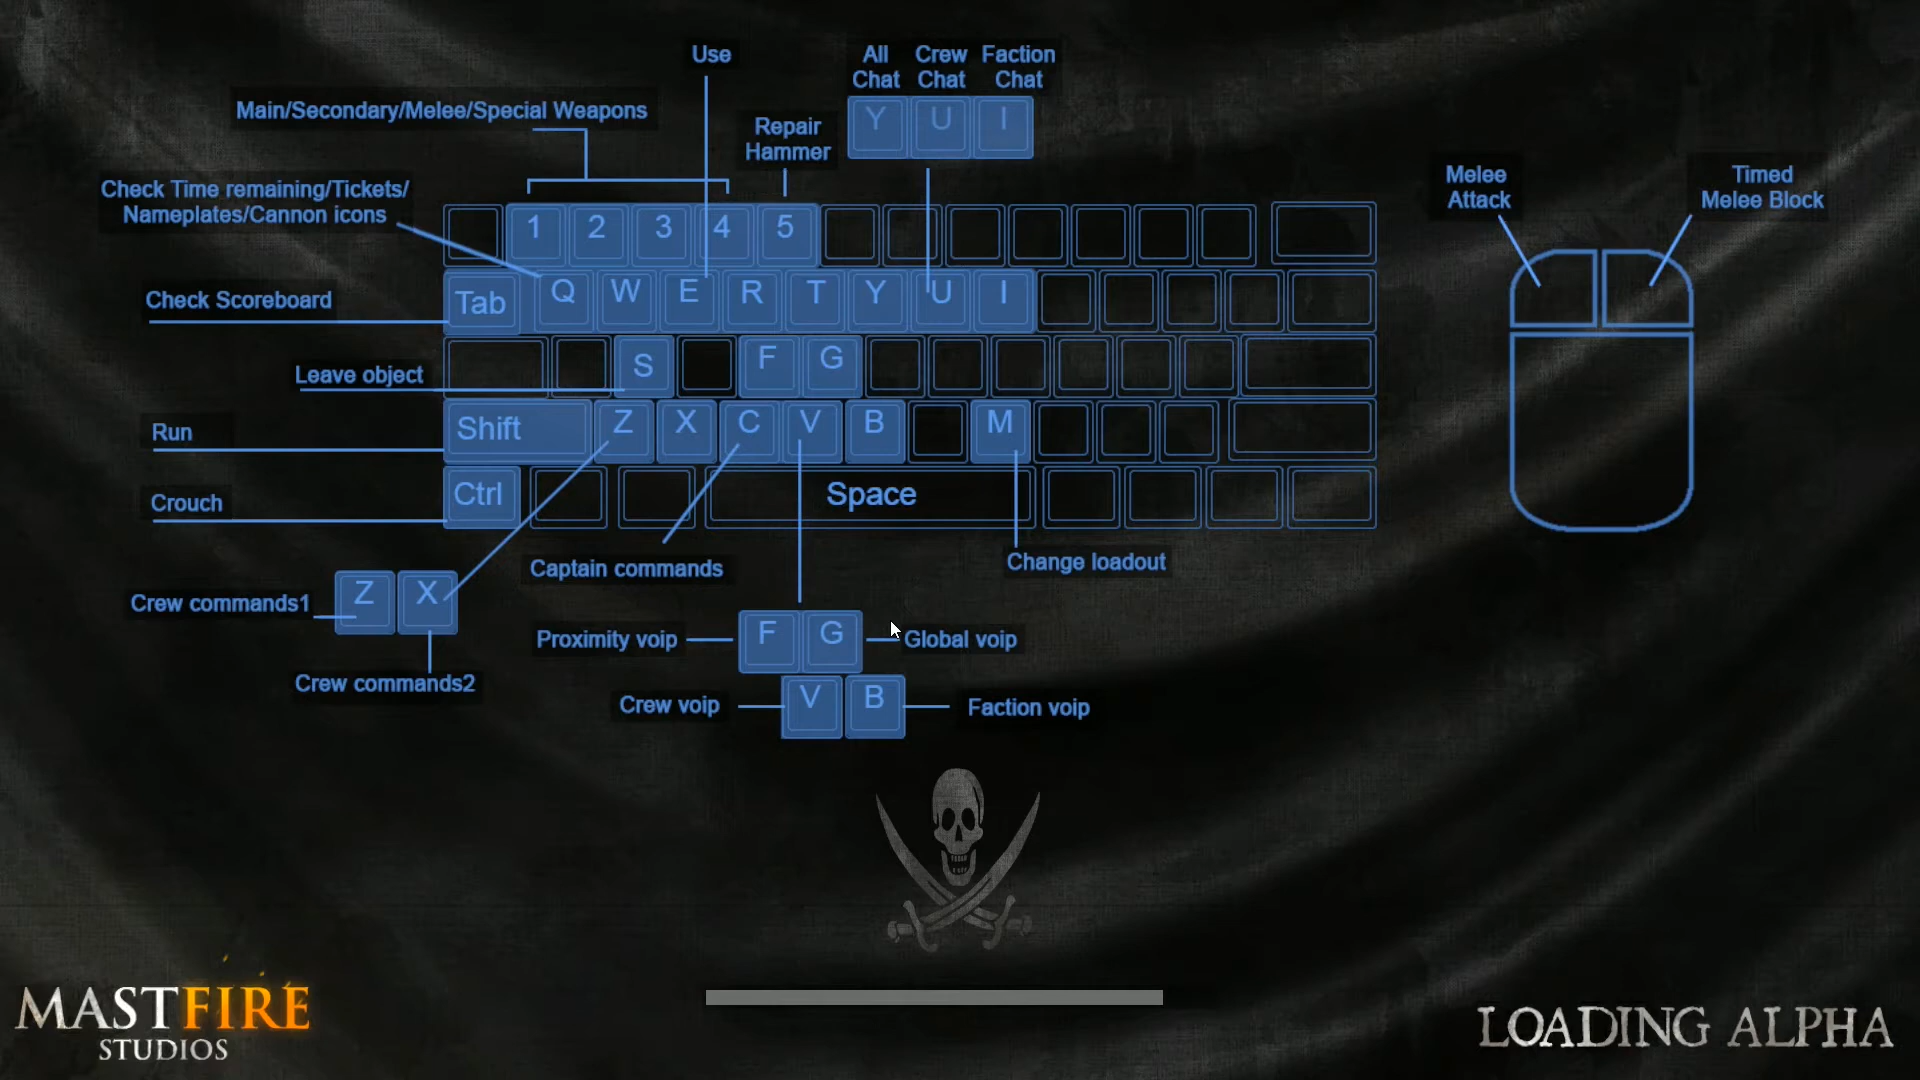 Use
All Chat
Crew Chat
Faction Chat
Y U I
Main/Secondary/Melee/Special Weapons
Repair
Hammer
Check Time remaining/Tickets/
Nameplates/Cannon icons
Melee
Attack
Timed
Melee Block
1 2 3 4 5
Tab Q W E R T Y U I
Check Scoreboard
S F G
Leave object
Shift Z X C V B M
Run
Ctrl Space
Crouch
Captain commands
Change loadout
Z X
Crew commands1
Crew commands2
F G
Proximity voip
Global voip
V B
Crew voip
Faction voip
MASTFIRE
STUDIOS
LOADING ALPHA